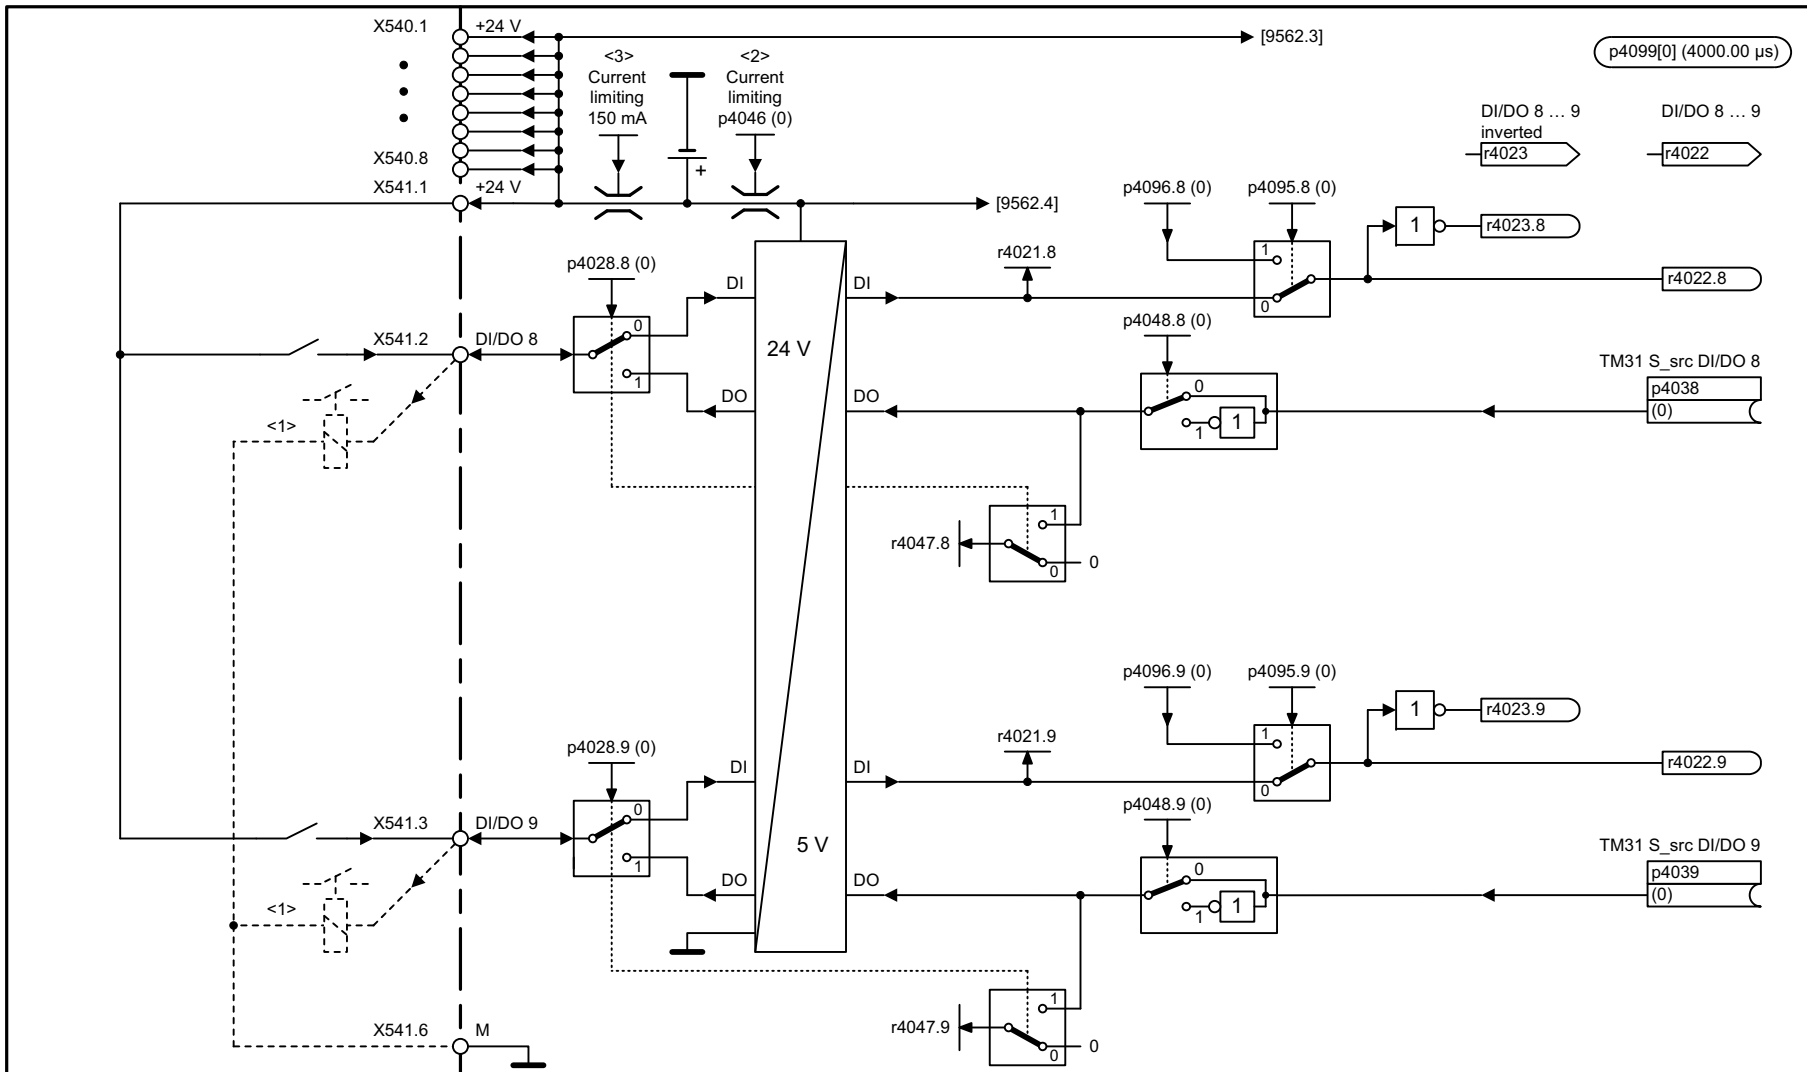 X540.1
+24 V
[9562.3]
p4099[0] (4000.00 µs)
<3>
Current
limiting
150 mA
<2>
Current
limiting
p4046 (0)
DI/DO 8 … 9
inverted
r4023
DI/DO 8 … 9
r4022
X540.8
X541.1
+24 V
+
[9562.4]
p4096.8 (0)
p4095.8 (0)
1
0
1
r4023.8
r4022.8
p4028.8 (0)
DI
DI
r4021.8
X541.2
DI/DO 8
0
1
24 V
p4048.8 (0)
TM31 S_src DI/DO 8
p4038
(0)
DO
DO
0
1
1
<1>
r4047.8
1
0
0
p4096.9 (0)
p4095.9 (0)
1
0
1
r4023.9
r4022.9
p4028.9 (0)
DI
DI
r4021.9
X541.3
DI/DO 9
0
1
5 V
p4048.9 (0)
TM31 S_src DI/DO 9
p4039
(0)
DO
DO
0
1
1
<1>
r4047.9
1
0
0
X541.6
M